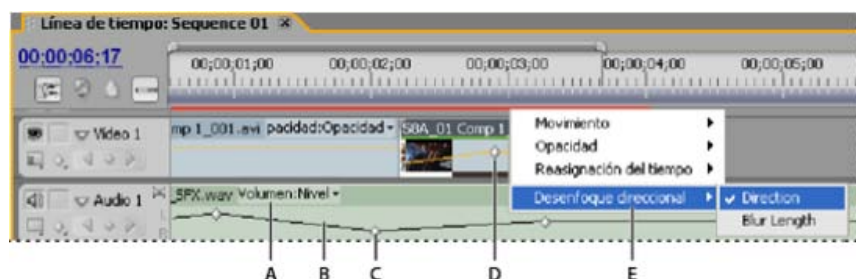 Línea de tiempo: Sequence 01
00;00;06;17
00;00;01;00 00;00;02;00 00;00;03;00 00;00;04;00 00;00;05;00
Video 1
mp 1_001.avi pacidad:Opacidad
S8A_01 Comp 1
Movimiento
Opacidad
Reasignación del tiempo
Desenfoque direccional
Direction
Blur Length
Audio 1
_SFX.wav Volumen:Nivel
L
R
A B C D E